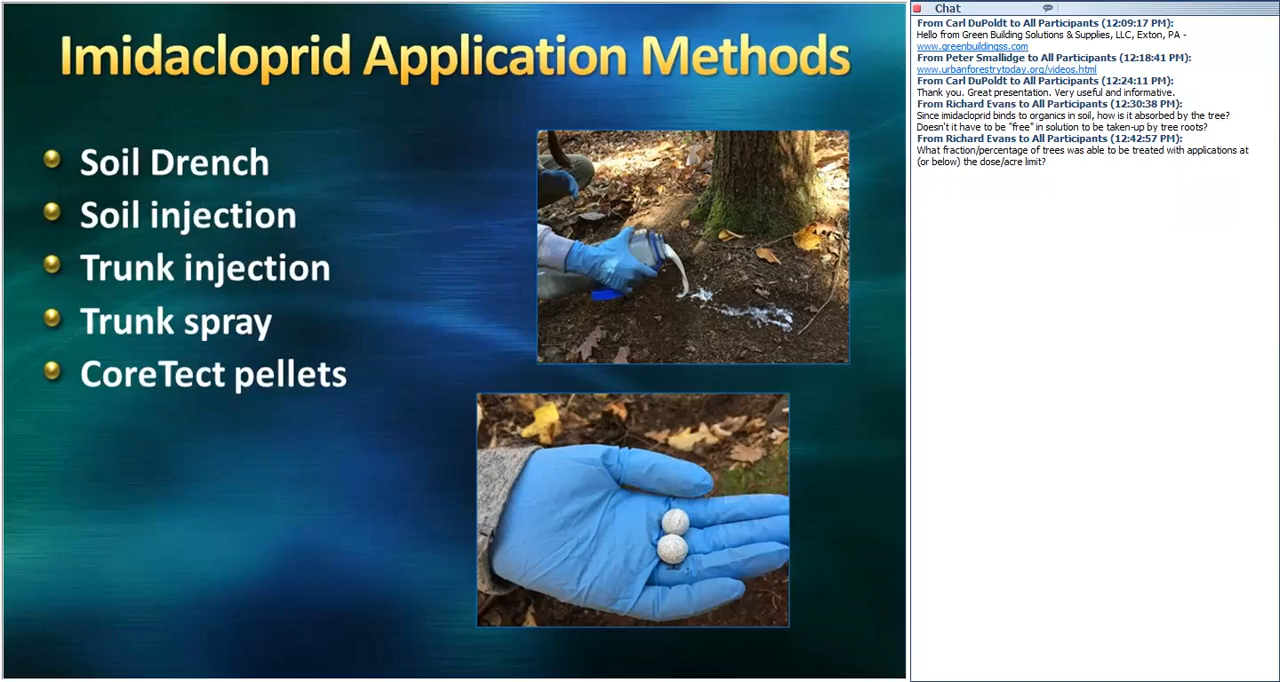 Imidacloprid Application Methods
Soil Drench
Soil injection
Trunk injection
Trunk spray
CoreTect pellets
Chat
From Carl DuPoldt to All Participants (12:09:17 PM):
Hello from Green Building Solutions & Supplies, LLC, Exton, PA -
www.greenbuildingss.com
From Peter Smallidge to All Participants (12:18:41 PM):
www.urbanforestrytoday.org/videos.html
From Carl DuPoldt to All Participants (12:24:11 PM):
Thank you. Great presentation. Very useful and informative.
From Richard Evans to All Participants (12:30:38 PM):
Since imidacloprid binds to organics in soil, how is it absorbed by the tree?
Doesn't it have to be "free" in solution to be taken-up by tree roots?
From Richard Evans to All Participants (12:42:57 PM):
What fraction/percentage of trees was able to be treated with applications at
(or below) the dose/acre limit?